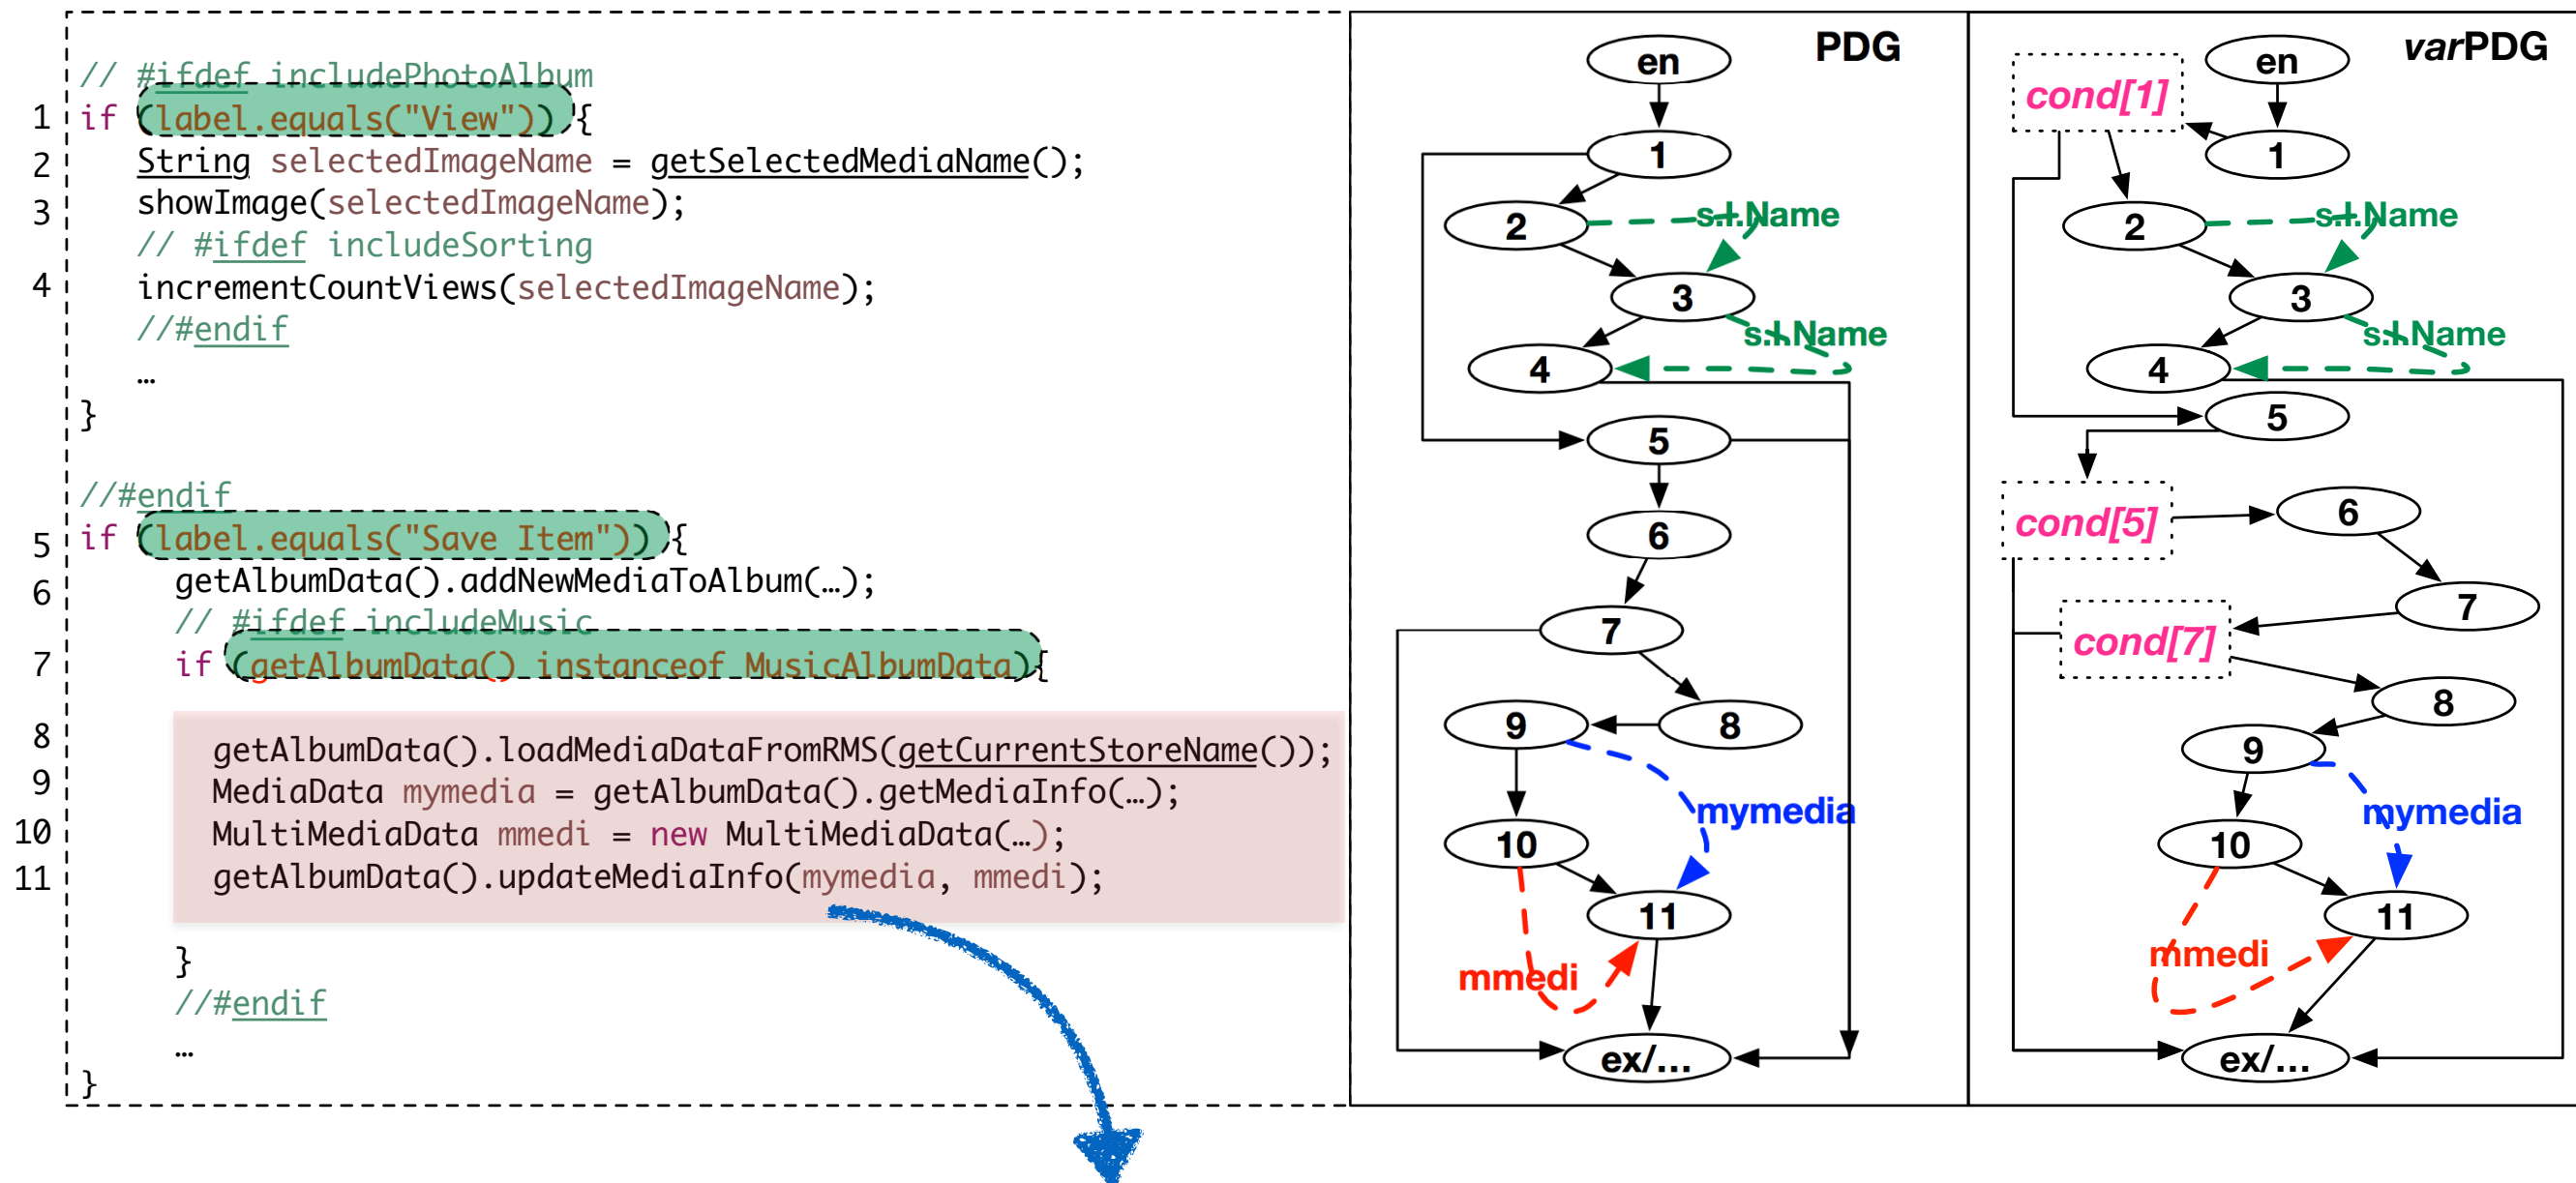 // #ifdef includePhotoAlbum
1 if (label.equals("View")) {
2 String selectedImageName = getSelectedMediaName();
3 showImage(selectedImageName);
// #ifdef includeSorting
4 incrementCountViews(selectedImageName);
//#endif
…
}
//#endif
5 if (label.equals("Save Item")) {
6 getAlbumData().addNewMediaToAlbum(…);
// #ifdef includeMusic
7 if (getAlbumData() instanceof MusicAlbumData){
8 getAlbumData().loadMediaDataFromRMS(getCurrentStoreName());
9 MediaData mymedia = getAlbumData().getMediaInfo(…);
10 MultiMediaData mmedi = new MultiMediaData(…);
11 getAlbumData().updateMediaInfo(mymedia, mmedi);
}
//#endif
…
}
PDG
en
1
2
s.I.Name
3
s.I.Name
4
5
6
7
9
8
mymedia
10
11
mmedi
ex/...
varPDG
en
cond[1]
1
2
s.I.Name
3
s.I.Name
4
5
cond[5]
6
7
cond[7]
8
9
mymedia
10
11
mmedi
ex/...